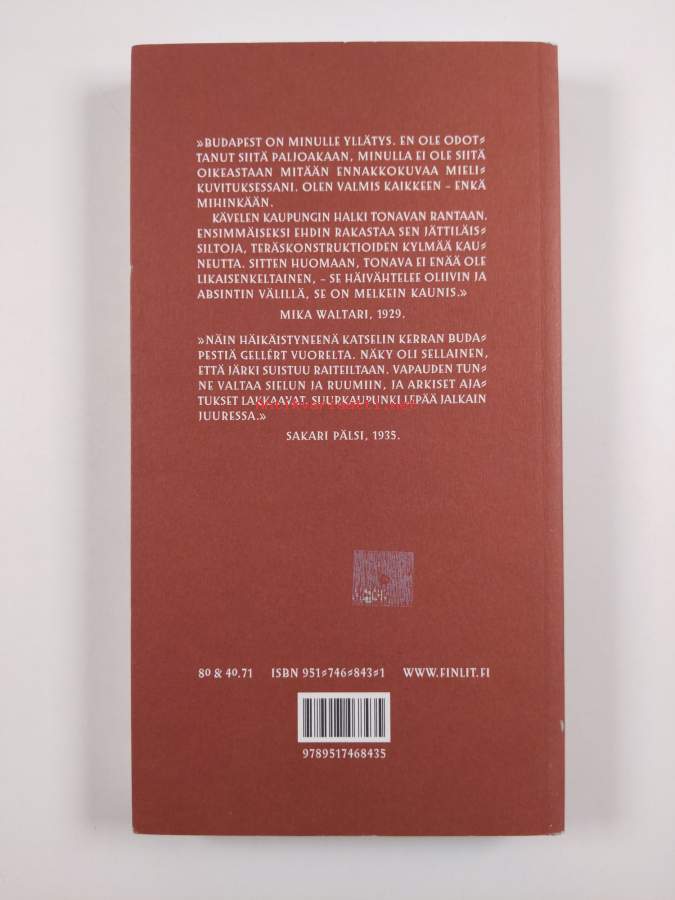 »BUDAPEST ON MINULLE YLLÄTYS. EN OLE ODOT=
TANUT SIITÄ PALJOAKAAN, MINULLA EI OLE SIITÄ
OIKEASTAAN MITÄÄN ENNAKKOKUVAA MIELI=
KUVITUKSESSANI. OLEN VALMIS KAIKKEEN – ENKÄ
MIHINKÄÄN.
KÄVELEN KAUPUNGIN HALKI TONAVAN RANTAAN.
ENSIMMÄISEKSI EHDIN RAKASTAA SEN JÄTTILÄIS=
SILTOJA, TERÄSKONSTRUKTIOIDEN KYLMÄÄ KAU=
NEUTTA. SITTEN HUOMAAN, TONAVA EI ENÄÄ OLE
LIKAISENKELTAINEN, – SE HÄIVÄHTELEE OLIIVIN JA
ABSINTIN VÄLILLÄ, SE ON MELKEIN KAUNIS.»
MIKA WALTARI, 1929.
»NÄIN HÄIKÄISTYNEENÄ KATSELIN KERRAN BUDA=
PESTIÄ GELLÉRT VUORELTA. NÄKY OLI SELLAINEN,
ETTÄ JÄRKI SUISTUU RAITEILTAAN. VAPAUDEN TUN=
NE VALTAA SIELUN JA RUUMIIN, JA ARKISET AJA=
TUKSET LAKKAAVAT. SUURKAUPUNKI LEPÄÄ JALKAIN
JUURESSA.»
SAKARI PÄLSI, 1935.
80 & 40.71 ISBN 951=746=843=1 WWW.FINLIT.FI
9789517468435